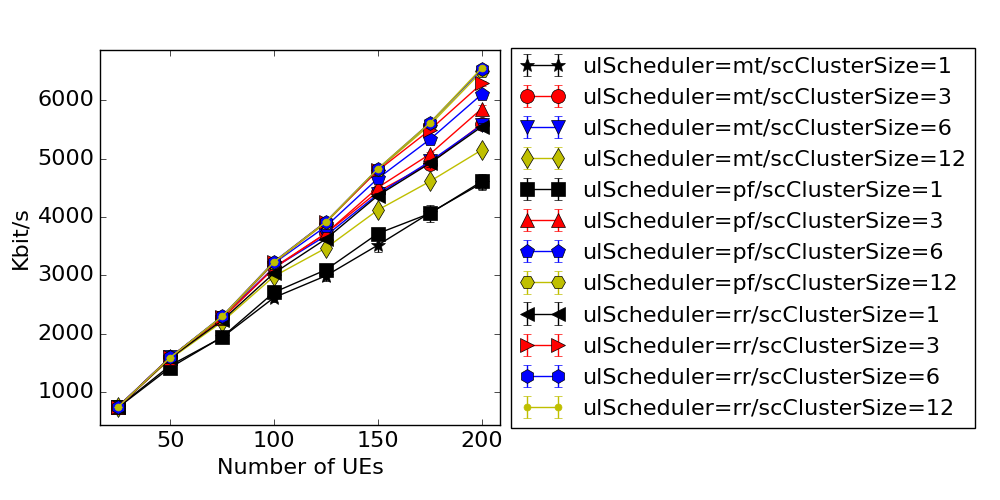 6000
5000
4000
3000
2000
1000
Kbit/s
50
100
150
200
Number of UEs
ulScheduler=mt/scClusterSize=1
ulScheduler=mt/scClusterSize=3
ulScheduler=mt/scClusterSize=6
ulScheduler=mt/scClusterSize=12
ulScheduler=pf/scClusterSize=1
ulScheduler=pf/scClusterSize=3
ulScheduler=pf/scClusterSize=6
ulScheduler=pf/scClusterSize=12
ulScheduler=rr/scClusterSize=1
ulScheduler=rr/scClusterSize=3
ulScheduler=rr/scClusterSize=6
ulScheduler=rr/scClusterSize=12